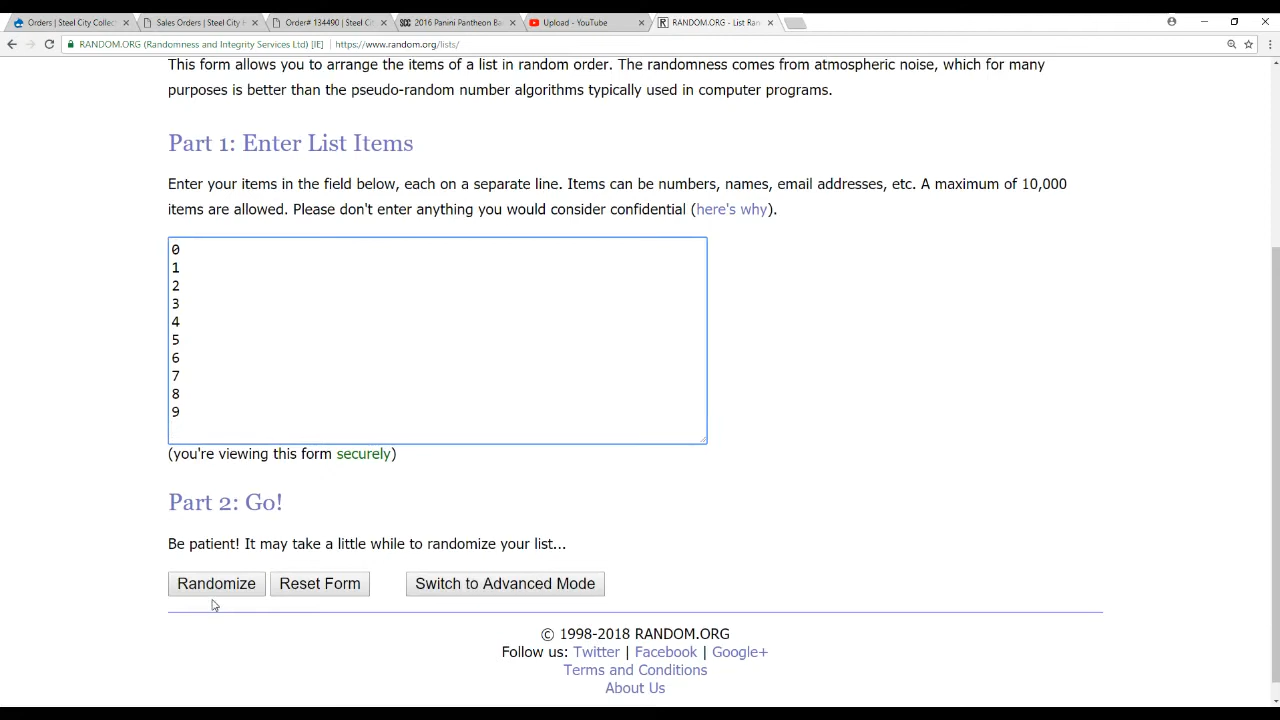 Orders | Steel City Collect
Sales Orders | Steel City H
Order# 134490 | Steel Ci
2016 Panini Pantheon Ba
Upload - YouTube
RANDOM.ORG - List Ran
RANDOM.ORG (Randomness and Integrity Services Ltd) [IE] | https://www.random.org/lists/
This form allows you to arrange the items of a list in random order. The randomness comes from atmospheric noise, which for many
purposes is better than the pseudo-random number algorithms typically used in computer programs.
Part 1: Enter List Items
Enter your items in the field below, each on a separate line. Items can be numbers, names, email addresses, etc. A maximum of 10,000
items are allowed. Please don't enter anything you would consider confidential (here's why).
0
1
2
3
4
5
6
7
8
9
(you're viewing this form securely)
Part 2: Go!
Be patient! It may take a little while to randomize your list...
Randomize Reset Form Switch to Advanced Mode
© 1998-2018 RANDOM.ORG
Follow us: Twitter | Facebook | Google+
Terms and Conditions
About Us